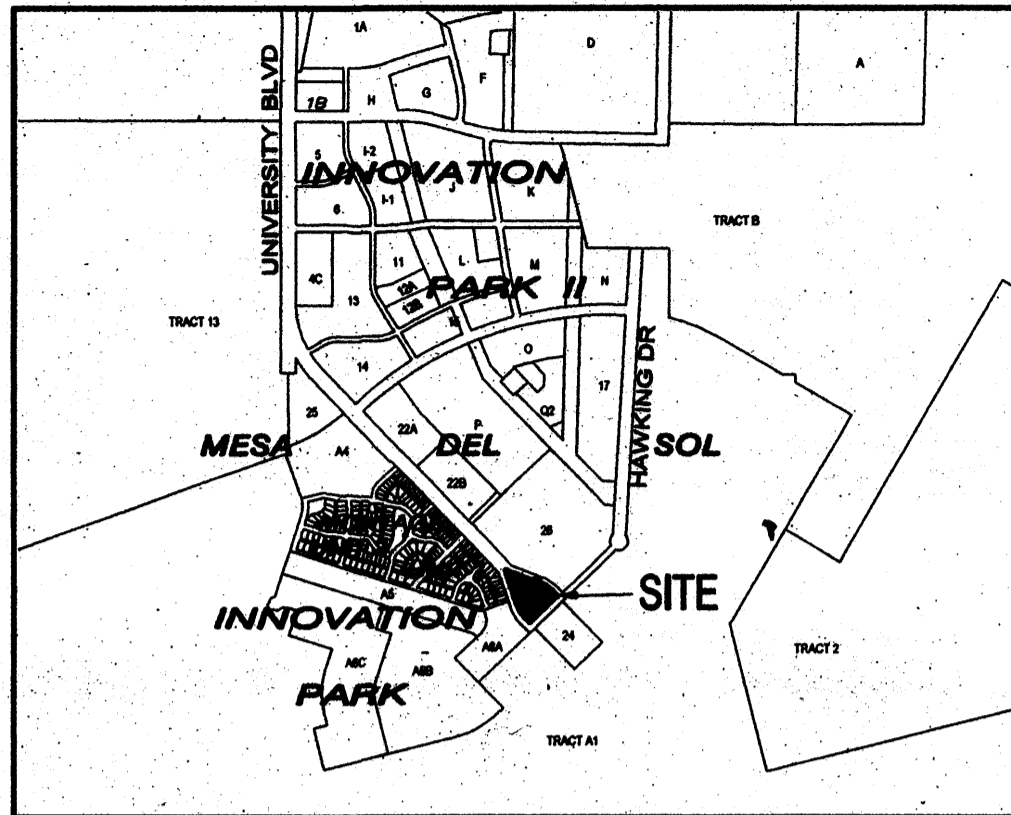 1A
D
A
F
G
H
1B
UNIVERSITY BLVD
5
I-2
INNOVATION
J
K
6
I-1
TRACT B
4C
11
L
M
N
12A
12B
PARK II
13
TRACT 13
14
O
17
HAWKING DR
25
22A
P
Q2
MESA
DEL
SOL
A4
22B
26
A5
SITE
INNOVATION
24
A6A
A6C
A6B
TRACT 2
PARK
TRACT A1